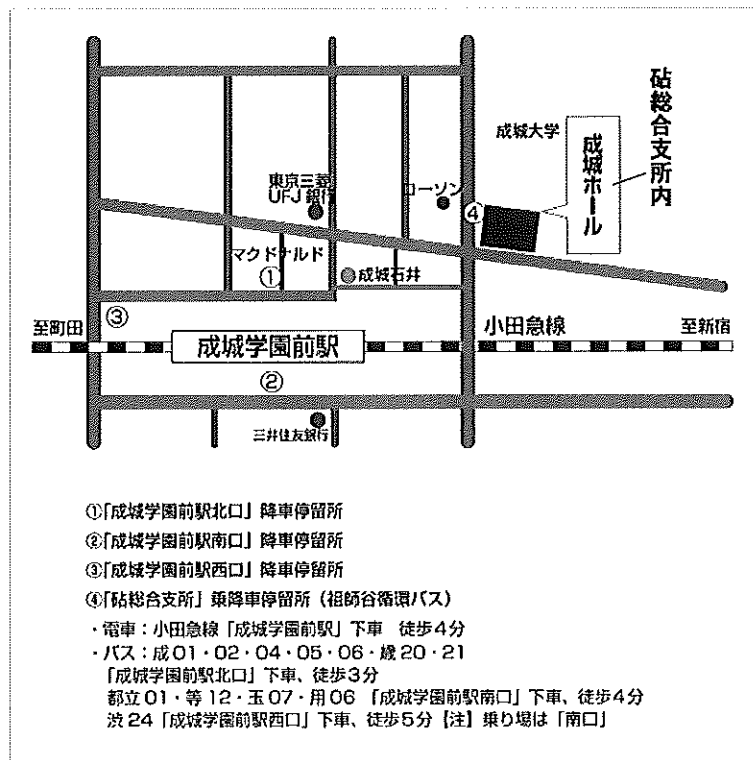 砧総合支所内
成城ホール
成城大学
東京三菱
UFJ銀行
ローソン
④
マクドナルド
①
成城石井
③
至町田
小田急線
至新宿
成城学園前駅
②
三井住友銀行
①「成城学園前駅北口」降車停留所
②「成城学園前駅南口」降車停留所
③「成城学園前駅西口」降車停留所
④「砧総合支所」乗降車停留所（祖師谷循環バス）
・電車：小田急線「成城学園前駅」下車　徒歩4分
・バス：成01・02・04・05・06・歳20・21
「成城学園前駅北口」下車、徒歩3分
都立01・等12・玉07・用06　「成城学園前駅南口」下車、徒歩4分
渋24「成城学園前駅西口」下車、徒歩5分【注】乗り場は「南口」